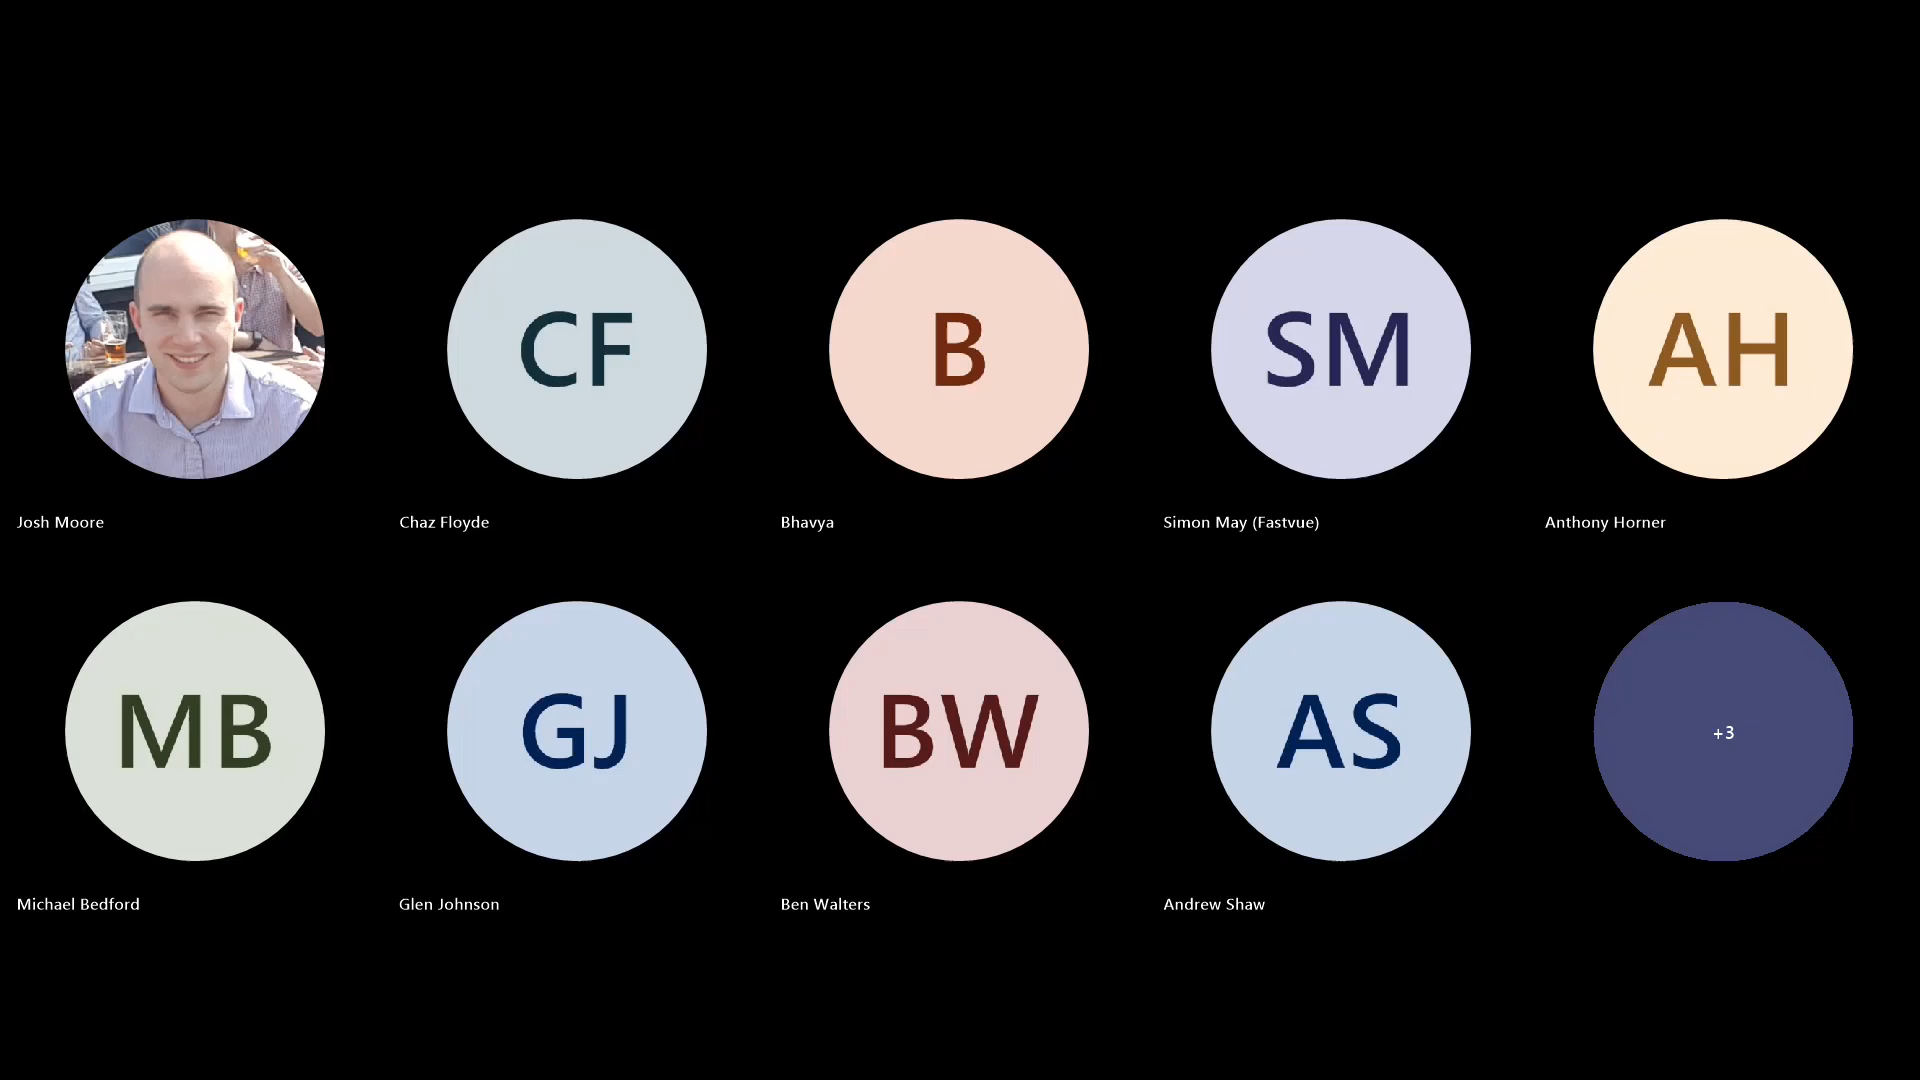 CF
B
SM
AH
Josh Moore
Chaz Floyde
Bhavya
Simon May (Fastvue)
Anthony Horner
MB
GJ
BW
AS
+3
Michael Bedford
Glen Johnson
Ben Walters
Andrew Shaw